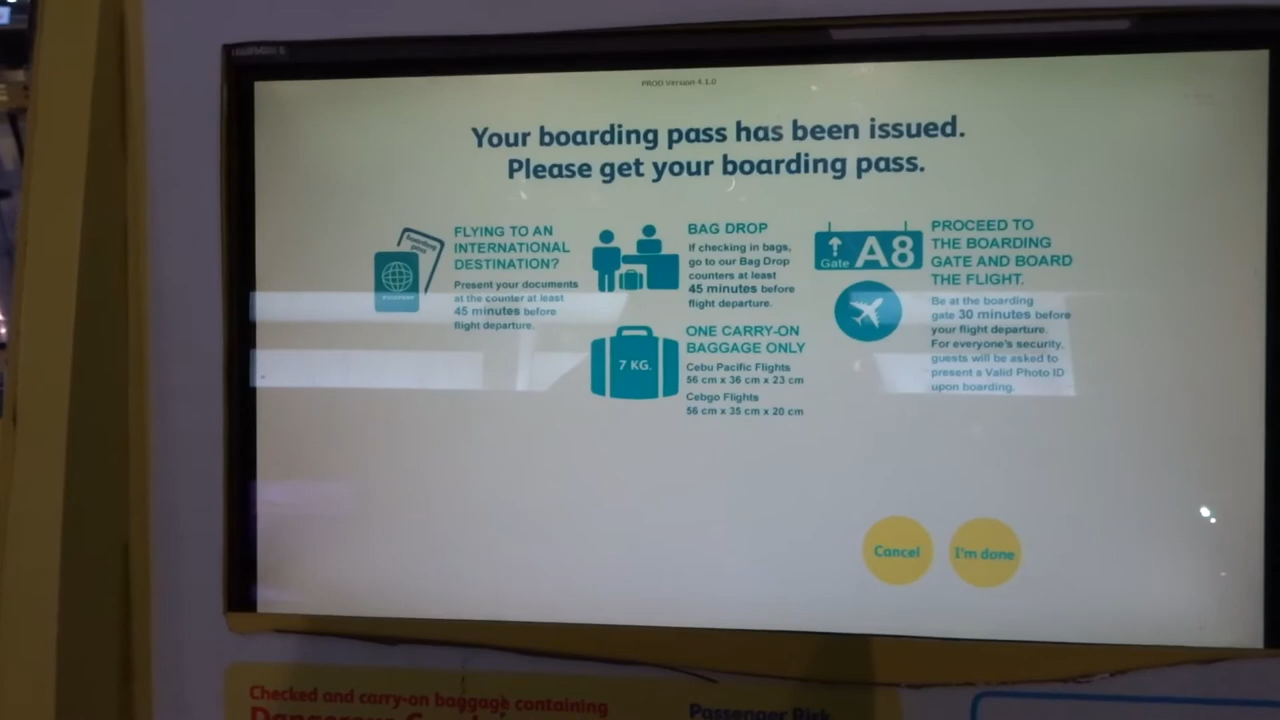 PROD Version 4.1.0
Your boarding pass has been issued.
Please get your boarding pass.
boarding
pass
PASSPORT
FLYING TO AN
INTERNATIONAL
DESTINATION?
Present your documents
at the counter at least
45 minutes before
flight departure.
BAG DROP
If checking in bags,
go to our Bag Drop
counters at least
45 minutes before
flight departure.
7 KG.
ONE CARRY-ON
BAGGAGE ONLY
Cebu Pacific Flights
56 cm x 36 cm x 23 cm
Cebgo Flights
56 cm x 35 cm x 20 cm
Gate A8
PROCEED TO
THE BOARDING
GATE AND BOARD
THE FLIGHT.
Be at the boarding
gate 30 minutes before
your flight departure.
For everyone's security,
guests will be asked to
present a Valid Photo ID
upon boarding.
Cancel
I'm done
Checked and carry-on baggage containing
Dangerous
Passenger Risk